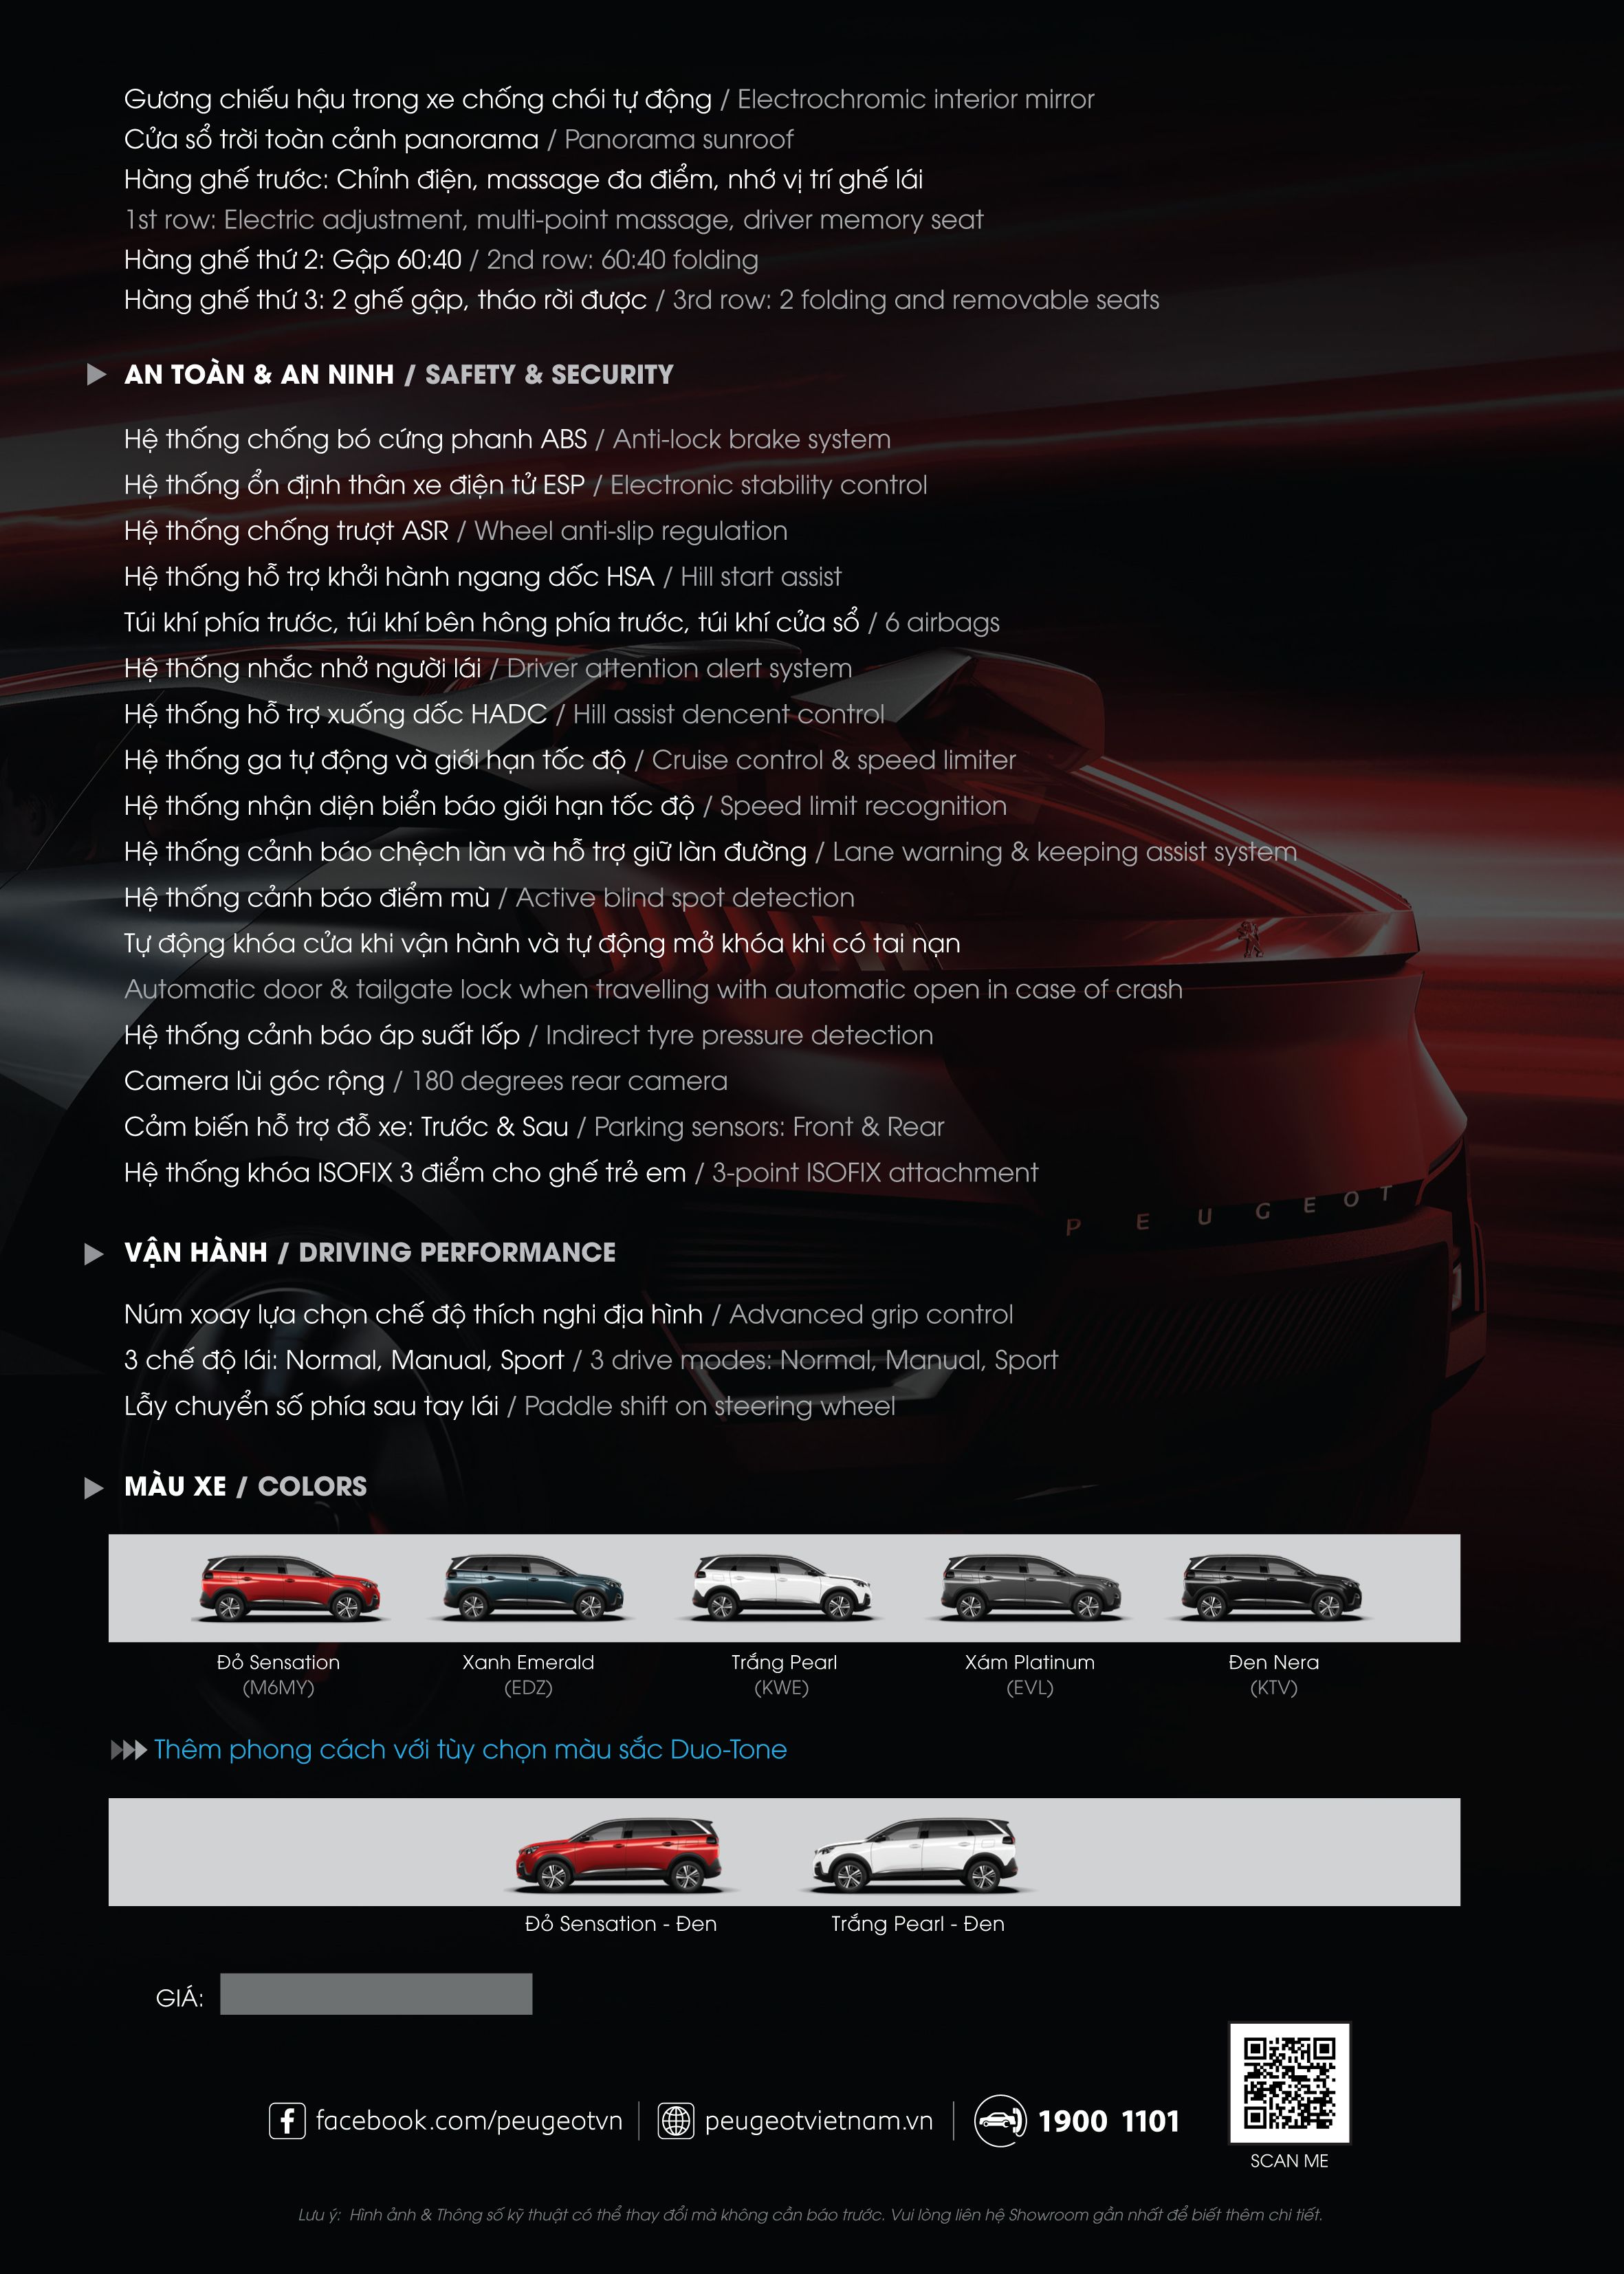 Gương chiếu hậu trong xe chống chói tự động / Electrochromic interior mirror
Cửa sổ trời toàn cảnh panorama / Panorama sunroof
Hàng ghế trước: Chỉnh điện, massage đa điểm, nhớ vị trí ghế lái
1st row: Electric adjustment, multi-point massage, driver memory seat
Hàng ghế thứ 2: Gập 60:40 / 2nd row: 60:40 folding
Hàng ghế thứ 3: 2 ghế gập, tháo rời được / 3rd row: 2 folding and removable seats
AN TOÀN & AN NINH / SAFETY & SECURITY
Hệ thống chống bó cứng phanh ABS / Anti-lock brake system
Hệ thống ổn định thân xe điện tử ESP / Electronic stability control
Hệ thống chống trượt ASR / Wheel anti-slip regulation
Hệ thống hỗ trợ khởi hành ngang dốc HSA / Hill start assist
Túi khí phía trước, túi khí bên hông phía trước, túi khí cửa sổ / 6 airbags
Hệ thống nhắc nhở người lái / Driver attention alert system
Hệ thống hỗ trợ xuống dốc HADC / Hill assist dencent control
Hệ thống ga tự động và giới hạn tốc độ / Cruise control & speed limiter
Hệ thống nhận diện biển báo giới hạn tốc độ / Speed limit recognition
Hệ thống cảnh báo chệch làn và hỗ trợ giữ làn đường / Lane warning & keeping assist system
Hệ thống cảnh báo điểm mù / Active blind spot detection
Tự động khóa cửa khi vận hành và tự động mở khóa khi có tai nạn
Automatic door & tailgate lock when travelling with automatic open in case of crash
Hệ thống cảnh báo áp suất lốp / Indirect tyre pressure detection
Camera lùi góc rộng / 180 degrees rear camera
Cảm biến hỗ trợ đỗ xe: Trước & Sau / Parking sensors: Front & Rear
Hệ thống khóa ISOFIX 3 điểm cho ghế trẻ em / 3-point ISOFIX attachment
PEUGEOT
VẬN HÀNH / DRIVING PERFORMANCE
Núm xoay lựa chọn chế độ thích nghi địa hình / Advanced grip control
3 chế độ lái: Normal, Manual, Sport / 3 drive modes: Normal, Manual, Sport
Lẫy chuyển số phía sau tay lái / Paddle shift on steering wheel
MÀU XE / COLORS
Đỏ Sensation
(M6MY)
Xanh Emerald
(EDZ)
Trắng Pearl
(KWE)
Xám Platinum
(EVL)
Đen Nera
(KTV)
Thêm phong cách với tùy chọn màu sắc Duo-Tone
Đỏ Sensation - Đen
Trắng Pearl - Đen
GIÁ:
facebook.com/peugeotvn
peugeotvietnam.vn
1900 1101
SCAN ME
Lưu ý: Hình ảnh & Thông số kỹ thuật có thể thay đổi mà không cần báo trước. Vui lòng liên hệ Showroom gần nhất để biết thêm chi tiết.